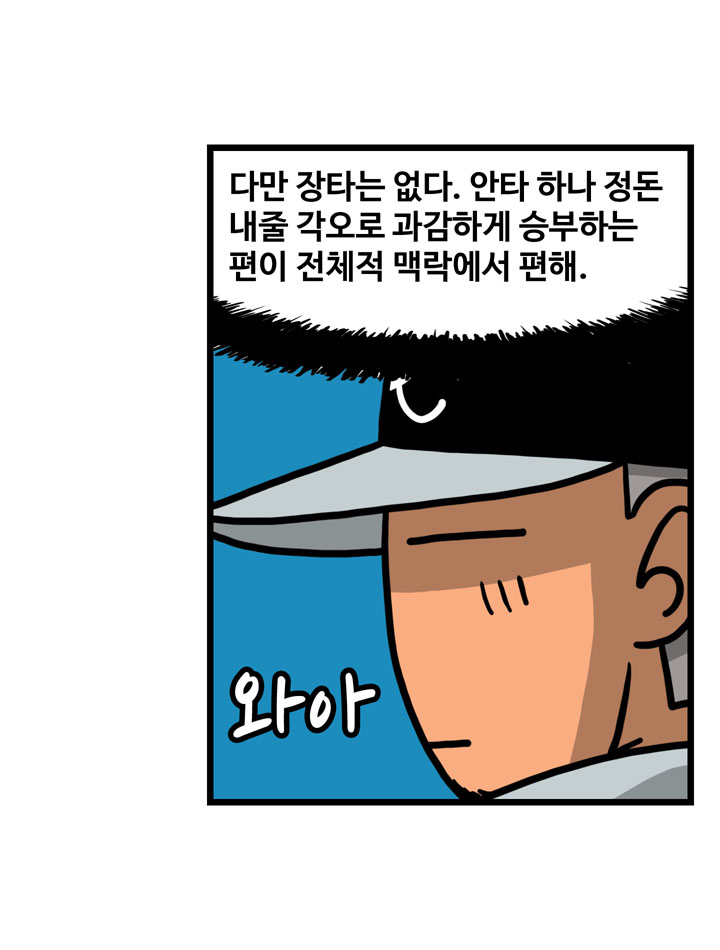 다만 장타는 없다. 안타 하나 정돈
내줄 각오로 과감하게 승부하는
편이 전체적 맥락에서 편해.
와아